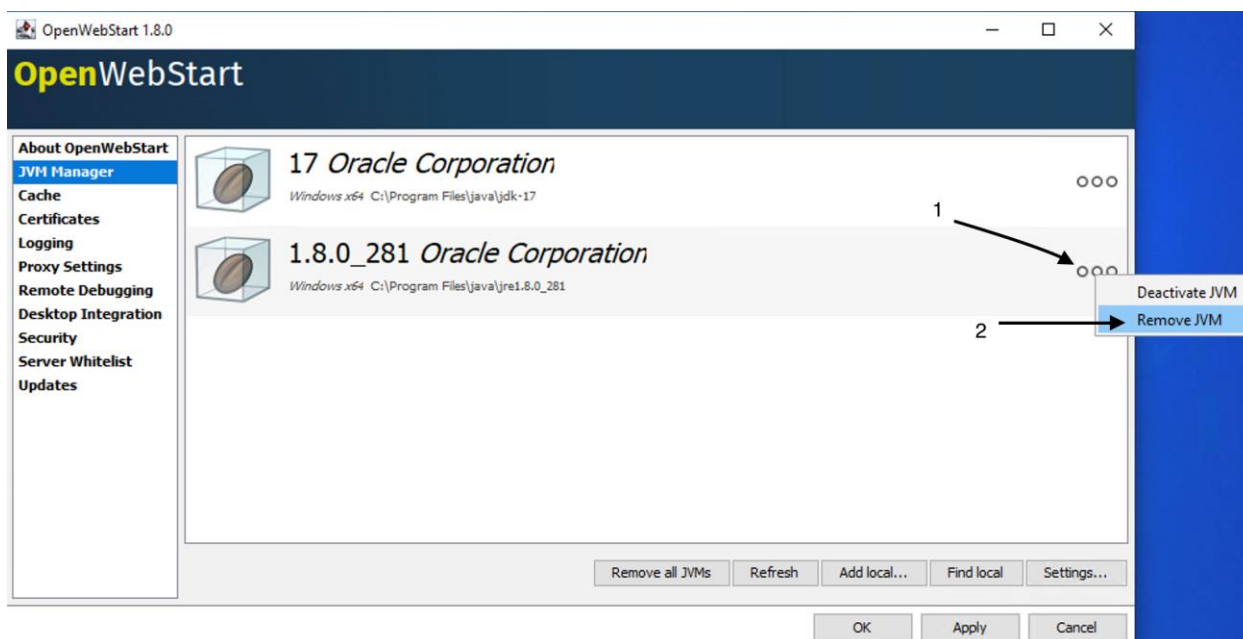 OpenWebStart 1.8.0
OpenWebStart
About OpenWebStart
JVM Manager
Cache
Certificates
Logging
Proxy Settings
Remote Debugging
Desktop Integration
Security
Server Whitelist
Updates
17 Oracle Corporation
Windows x64 C:\Program Files\java\jdk-17
1
1.8.0_281 Oracle Corporation
Windows x64 C:\Program Files\java\jre1.8.0_281
Deactivate JVM
2
Remove JVM
Remove all JVMs
Refresh
Add local...
Find local
Settings...
OK
Apply
Cancel